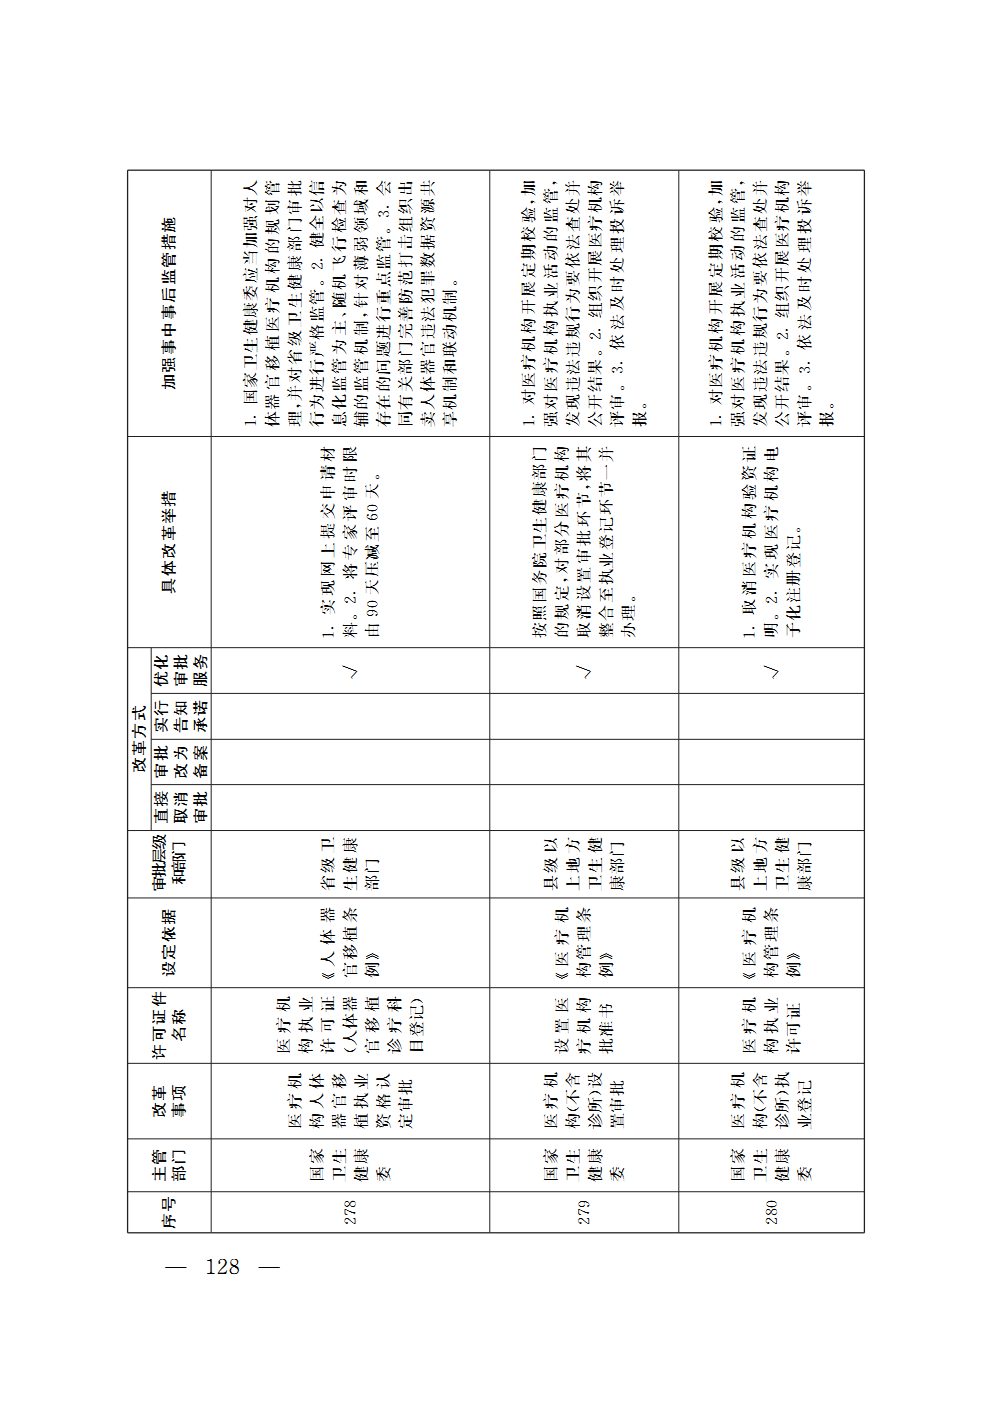 序号
主管
部门
改革
事项
许可证件
名称
设定依据
审批层级
和部门
改革方式
直接
取消
审批
审批
改为
备案
实行
告知
承诺
优化
审批
服务
具体改革举措
加强事中事后监管措施
278
国家
卫生
健康
委
医疗机
构人体
器官移
植执业
资格认
定审批
医疗机
构执业
许可证
(人体器
官移植
诊疗科
目登记)
《人体器
官移植条
例》
省级卫
生健康
部门
√
1. 实现网上提交申请材
料。2. 将专家评审时限
由 90 天压减至 60 天。
1. 国家卫生健康委应当加强对人
体器官移植医疗机构的规划管
理,并对省级卫生健康部门审批
行为进行严格监管。2. 健全以信
息化监管为主、随机飞行检查为
辅的监管机制,针对薄弱领域和
存在的问题进行重点监管。3. 会
同有关部门完善防范打击组织出
卖人体器官违法犯罪数据资源共
享机制和联动机制。
279
国家
卫生
健康
委
医疗机
构(不含
诊所)设
置审批
设置医
疗机构
批准书
《医疗机
构管理条
例》
县级以
上地方
卫生健
康部门
√
按照国务院卫生健康部门
的规定,对部分医疗机构
取消设置审批环节,将其
整合至执业登记环节一并
办理。
1. 对医疗机构开展定期校验,加
强对医疗机构执业活动的监管,
发现违法违规行为要依法查处并
公开结果。2. 组织开展医疗机构
评审。3. 依法及时处理投诉举
报。
280
国家
卫生
健康
委
医疗机
构(不含
诊所)执
业登记
医疗机
构执业
许可证
《医疗机
构管理条
例》
县级以
上地方
卫生健
康部门
√
1. 取消医疗机构验资证
明。2. 实现医疗机构电
子化注册登记。
1. 对医疗机构开展定期校验,加
强对医疗机构执业活动的监管,
发现违法违规行为要依法查处并
公开结果。2. 组织开展医疗机构
评审。3. 依法及时处理投诉举
报。
— 128 —